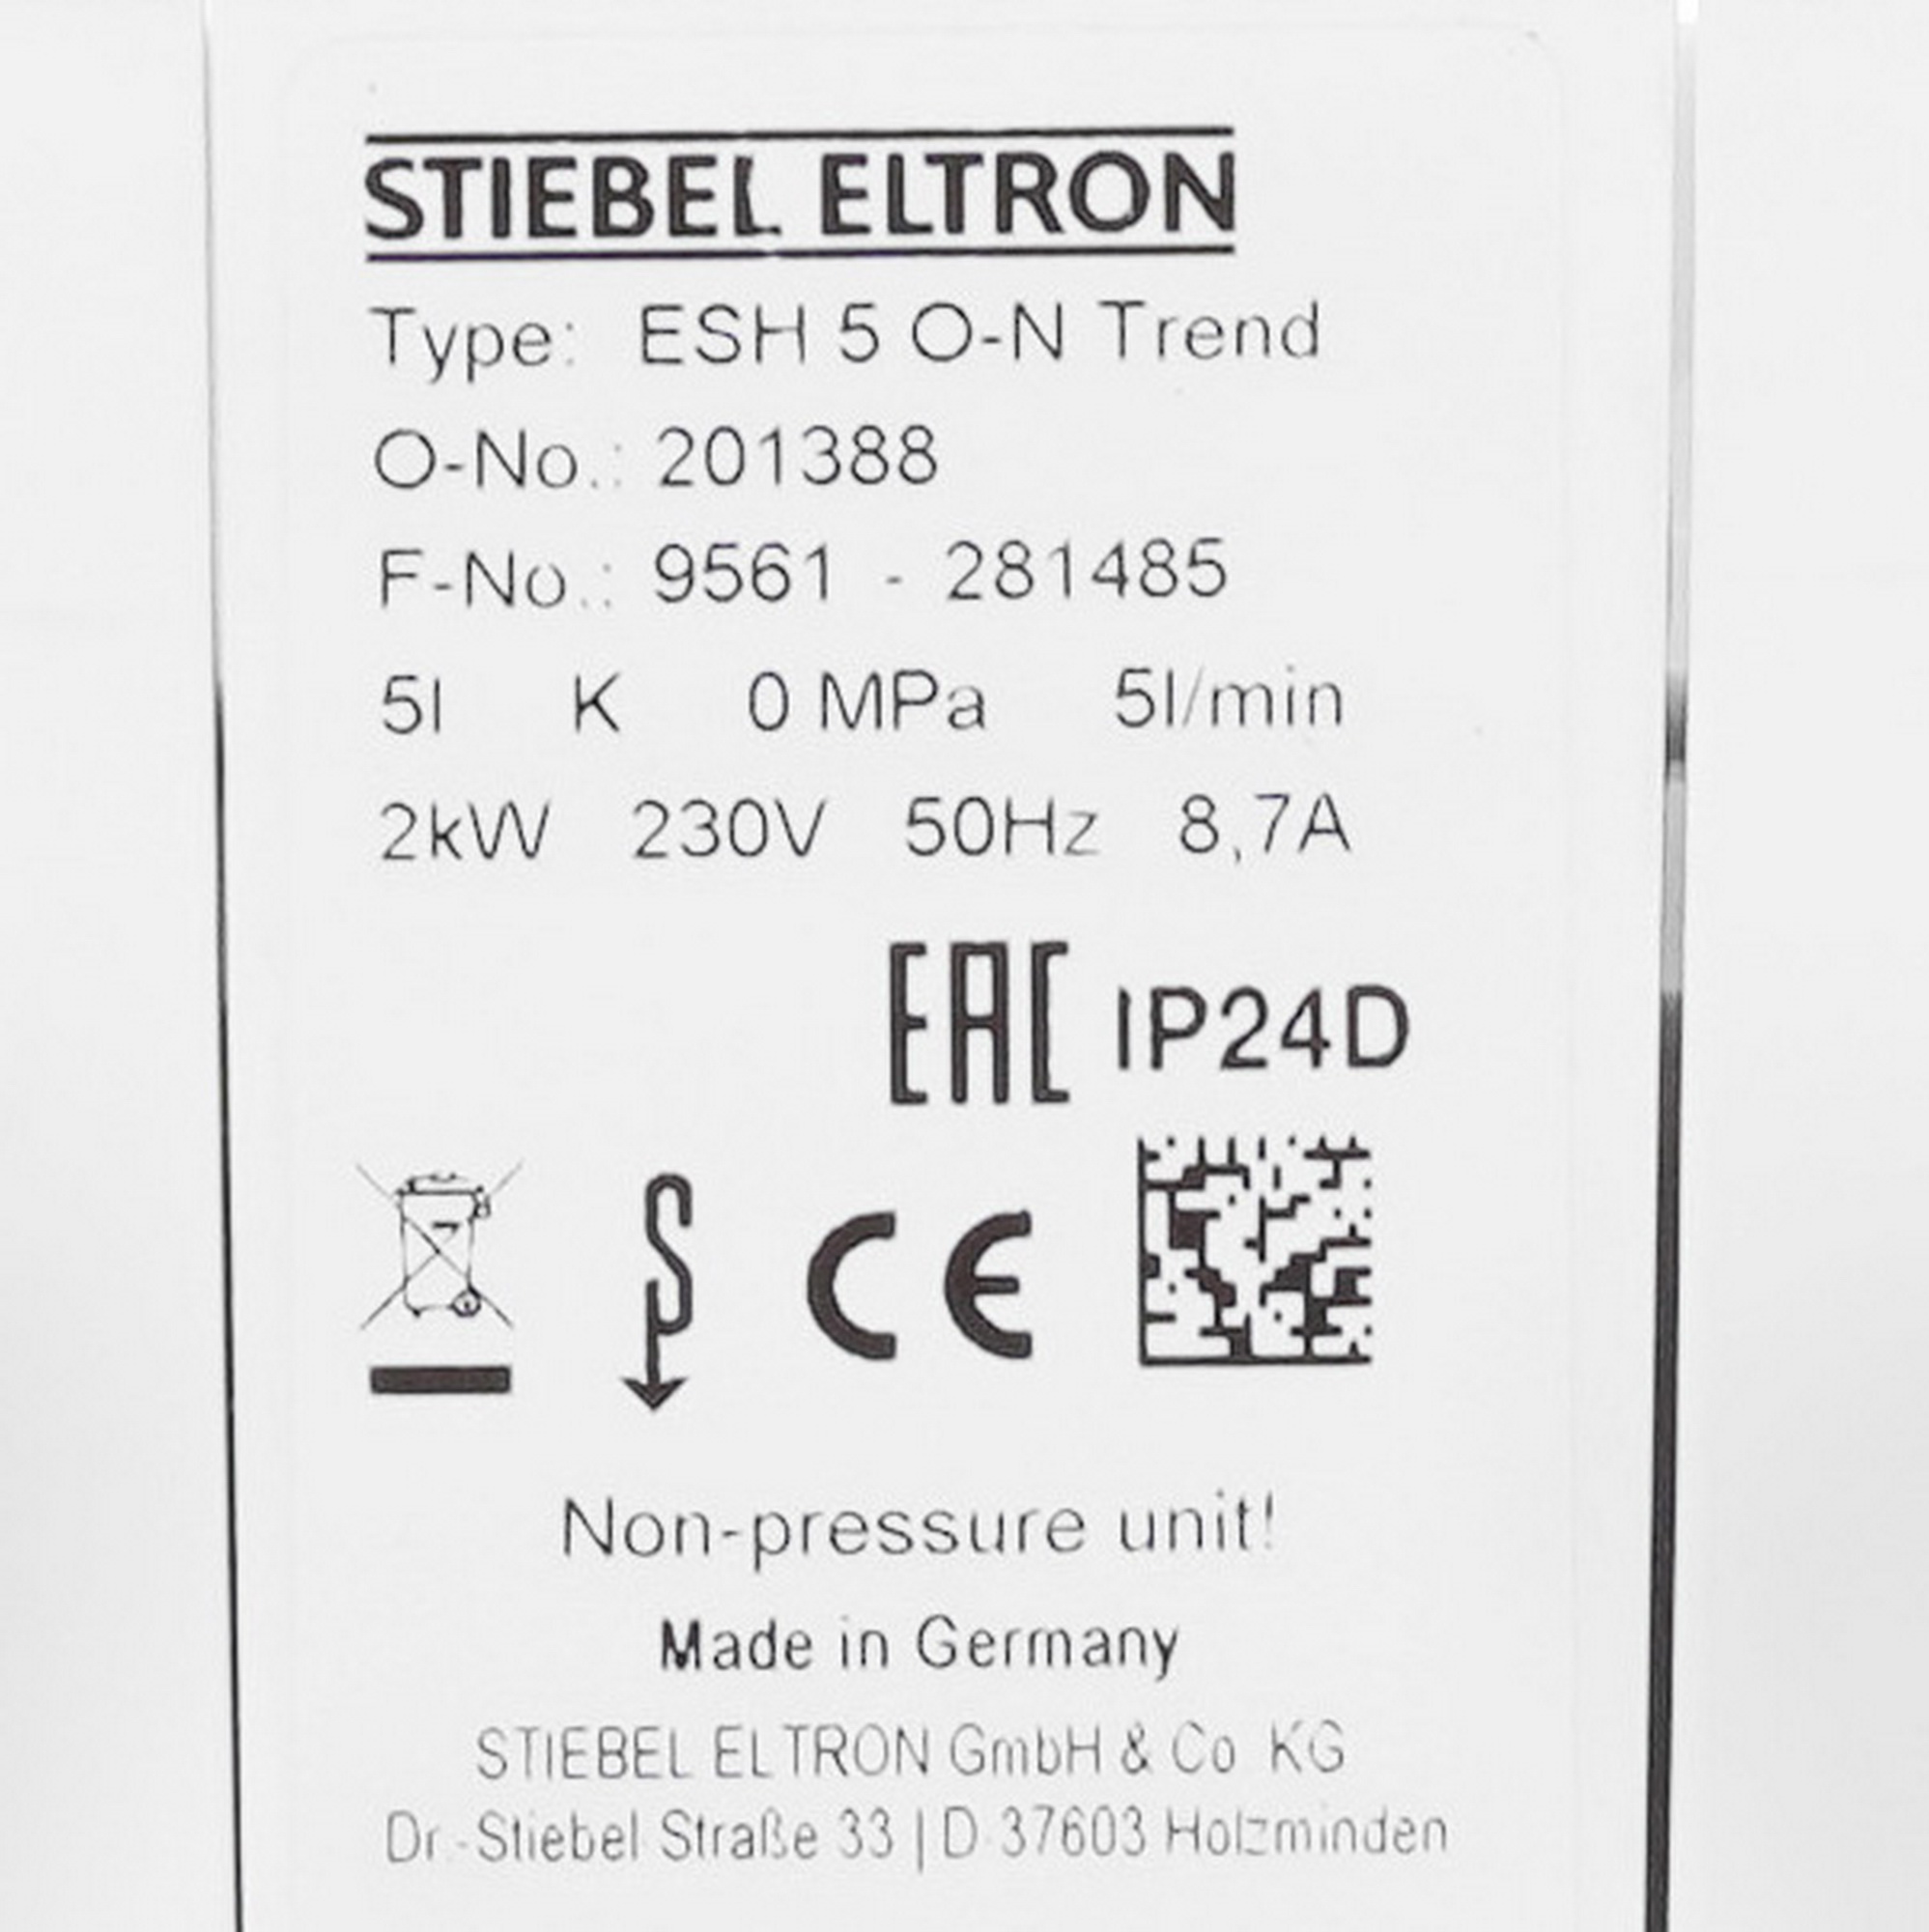 STIEBEL ELTRON
Type: ESH 5 O-N Trend
O-No.: 201388
F-No.: 9561 - 281485
5l K 0 MPa 5l/min
2kW 230V 50Hz 8,7A
EAC IP24D
CE
Non-pressure unit!
Made in Germany
STIEBEL ELTRON GmbH & Co KG
Dr.-Stiebel Straße 33 | D 37603 Holzminden